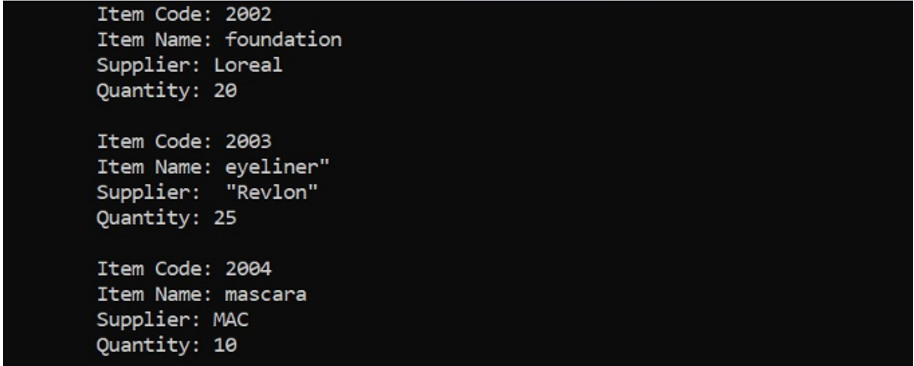 Item Code: 2002
Item Name: foundation
Supplier: Loreal
Quantity: 20

Item Code: 2003
Item Name: eyeliner"
Supplier:  "Revlon"
Quantity: 25

Item Code: 2004
Item Name: mascara
Supplier: MAC
Quantity: 10